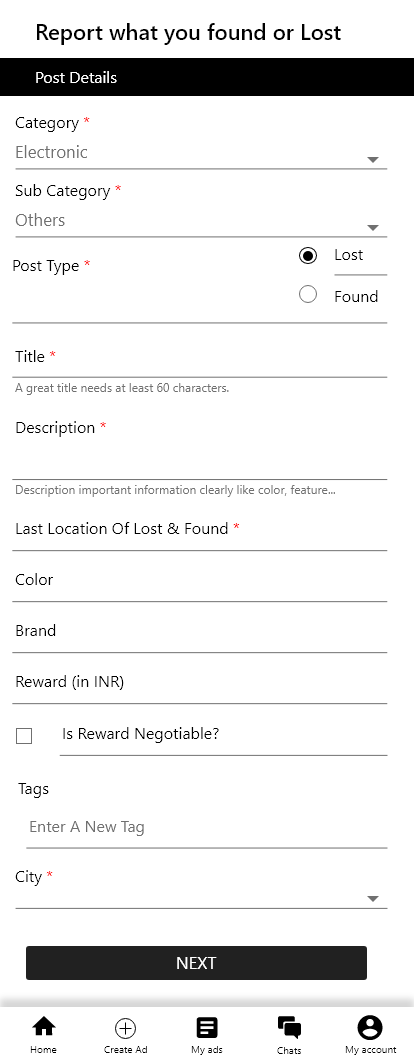 Report what you found or Lost
Post Details
Category *
Electronic
Sub Category *
Others
Post Type *
Lost
Found
Title *
A great title needs at least 60 characters.
Description *
Description important information clearly like color, feature...
Last Location Of Lost & Found *
Color
Brand
Reward (in INR)
Is Reward Negotiable?
Tags
Enter A New Tag
City *
NEXT
Home
Create Ad
My ads
Chats
My account